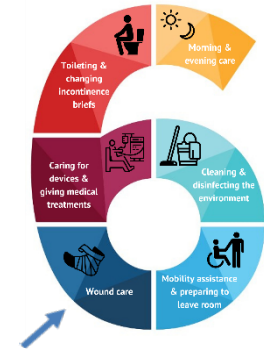 Morning &
evening care
Toileting &
changing
incontinence
briefs
Caring for
devices &
giving medical
treatments
Cleaning &
disinfecting the
environment
Wound care
Mobility assistance
& preparing to
leave room